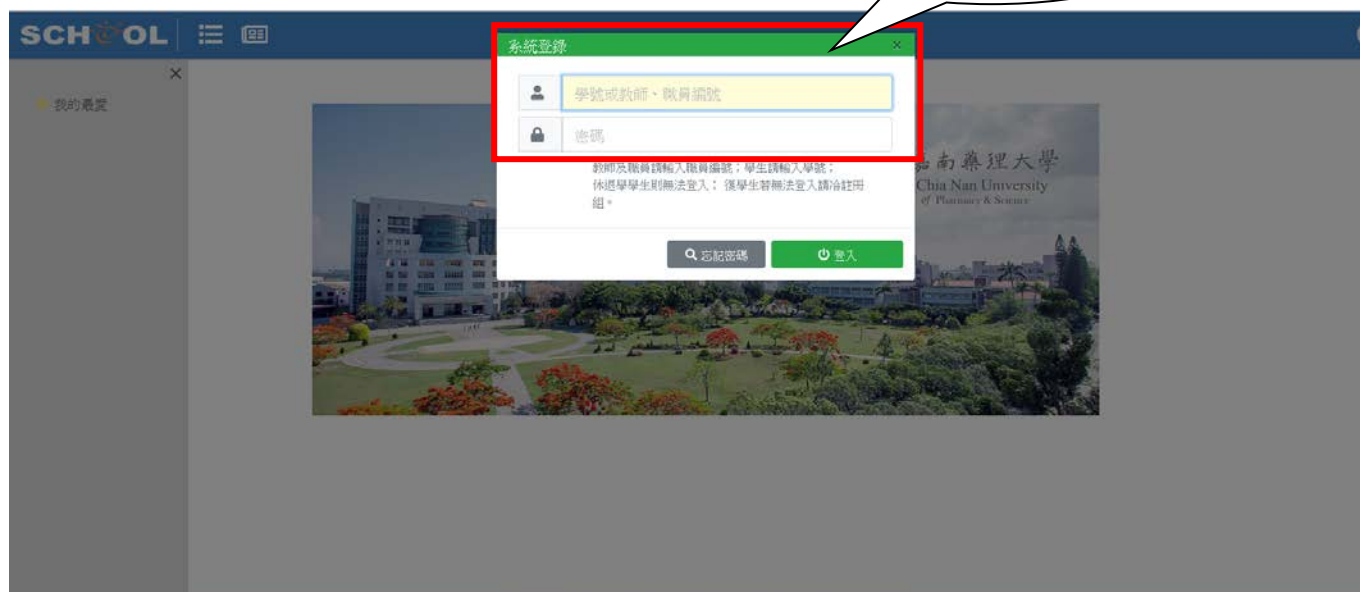 SCHOOL
系統登錄
×
×
我的最愛
學號或教師、職員編號
密碼
教師及職員請輸入職員編號；學生請輸入學號；
休退學學生則無法登入； 復學生若無法登入請洽註冊
組。
嘉南藥理大學
Chia Nan University
of Pharmacy & Science
忘記密碼
登入